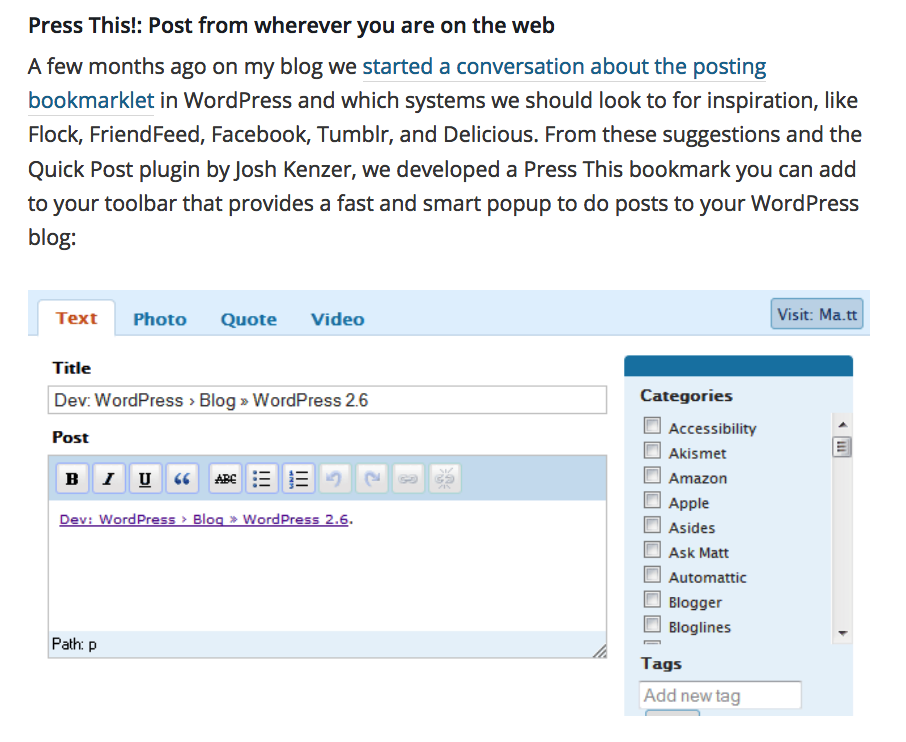 Press This!: Post from wherever you are on the web
A few months ago on my blog we started a conversation about the posting
bookmarklet in WordPress and which systems we should look to for inspiration, like
Flock, FriendFeed, Facebook, Tumblr, and Delicious. From these suggestions and the
Quick Post plugin by Josh Kenzer, we developed a Press This bookmark you can add
to your toolbar that provides a fast and smart popup to do posts to your WordPress
blog:
Text Photo Quote Video Visit: Ma.tt
Title
Dev: WordPress › Blog » WordPress 2.6
Post
B I U “ ABC
Dev: WordPress › Blog » WordPress 2.6.
Path: p
Categories
Accessibility
Akismet
Amazon
Apple
Asides
Ask Matt
Automattic
Blogger
Bloglines
Tags
Add new tag